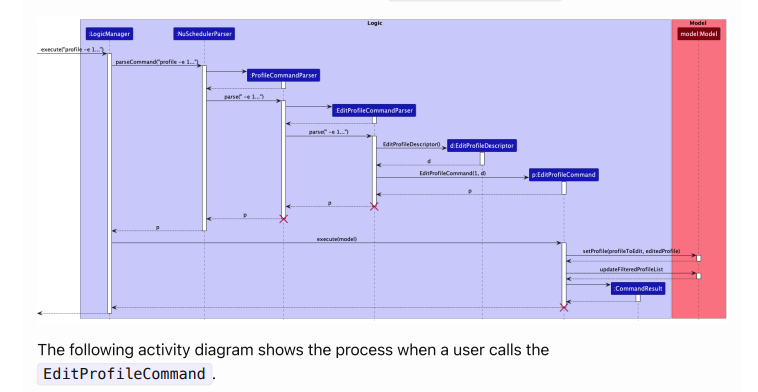 Logic
Model
:LogicManager
:NuSchedulerParser
model:Model
execute("profile -e 1...")
parseCommand("profile -e 1...")
:ProfileCommandParser
parse(" -e 1...")
EditProfileCommandParser
parse(" -e 1...")
EditProfileDescriptor()
d:EditProfileDescriptor
d
EditProfileCommand(1, d)
p:EditProfileCommand
p
p
p
p
execute(model)
setProfile(profileToEdit, editedProfile)
updateFilteredProfileList
:CommandResult
The following activity diagram shows the process when a user calls the
EditProfileCommand.